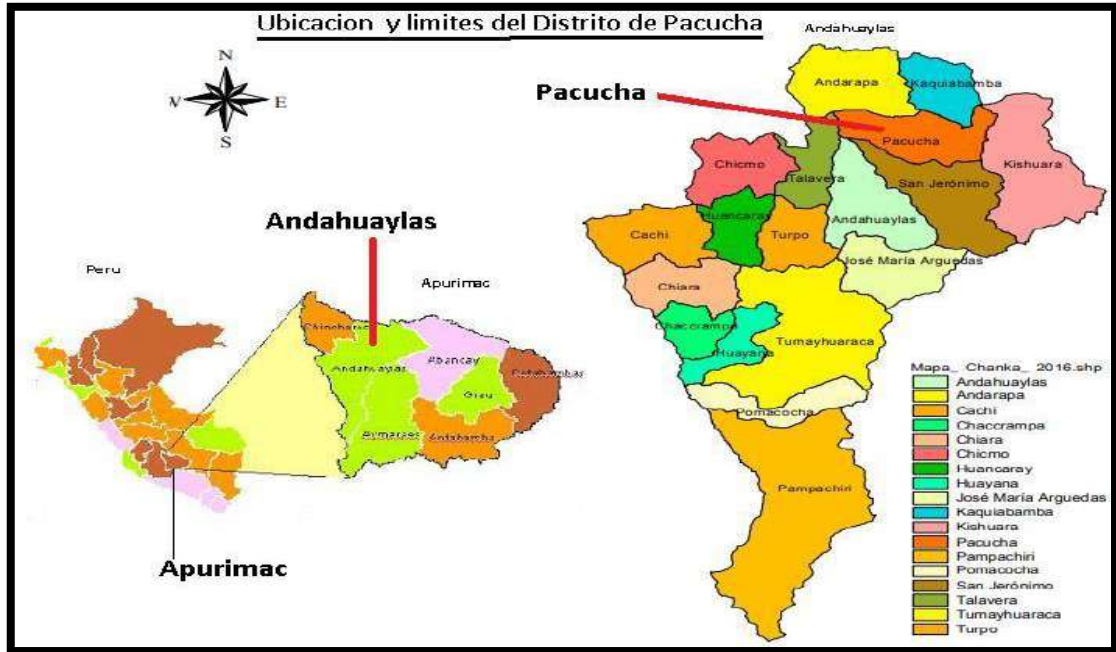 Ubicacion y limites del Distrito de Pacucha
Andahuaylas
N
V
E
S
Pacucha
Andarapa
Kaquiabamba
Pacucha
Kishuara
Chicmo
Talavera
San Jerónimo
Huancaray
Andahuaylas
Cachi
Turpo
José María Arguedas
Chiara
Chaccrampa
Huayana
Tumayhuaraca
Pomacocha
Pampachiri
Andahuaylas
Peru
Apurimac
Andahuaylas
Abancay
Grau
Aymaraes
Apurimac
Mapa_ Chanka_ 2016.shp
Andahuaylas
Andarapa
Cachi
Chaccrampa
Chiara
Chicmo
Huancaray
Huayana
José María Arguedas
Kaquiabamba
Kishuara
Pacucha
Pampachiri
Pomacocha
San Jerónimo
Talavera
Tumayhuaraca
Turpo